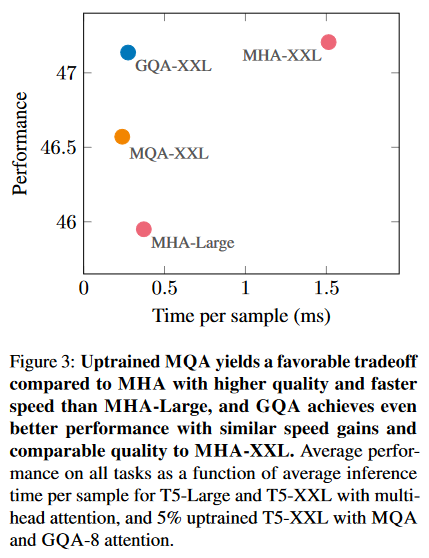 47
46.5
46
Performance
GQA-XXL
MHA-XXL
MQA-XXL
MHA-Large
0
0.5
1
1.5
Time per sample (ms)
Figure 3: Uptrained MQA yields a favorable tradeoff
compared to MHA with higher quality and faster
speed than MHA-Large, and GQA achieves even
better performance with similar speed gains and
comparable quality to MHA-XXL. Average perfor-
mance on all tasks as a function of average inference
time per sample for T5-Large and T5-XXL with multi-
head attention, and 5% uptrained T5-XXL with MQA
and GQA-8 attention.